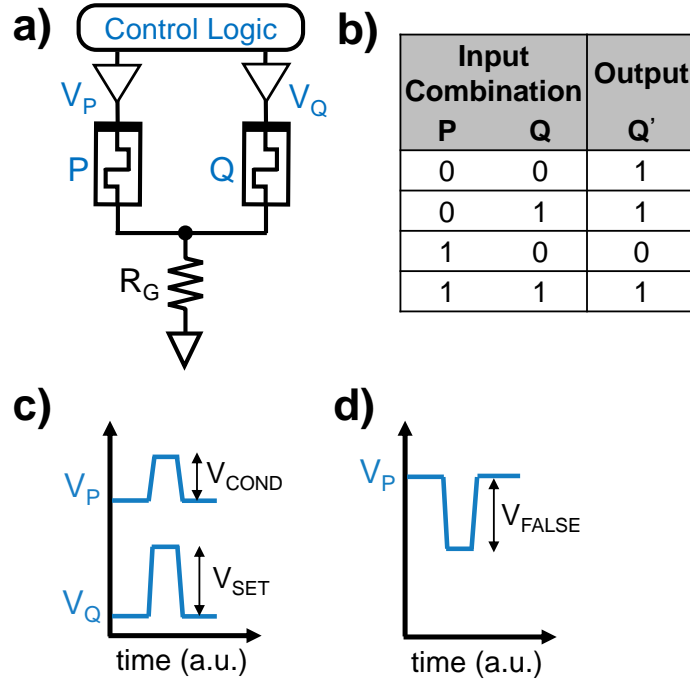 a)
Control Logic
V_P
V_Q
P
Q
R_G
b)
Input Combination
Output
P
Q
Q’
0 0 1
0 1 1
1 0 0
1 1 1
c)
V_P
V_COND
V_Q
V_SET
time (a.u.)
d)
V_P
V_FALSE
time (a.u.)